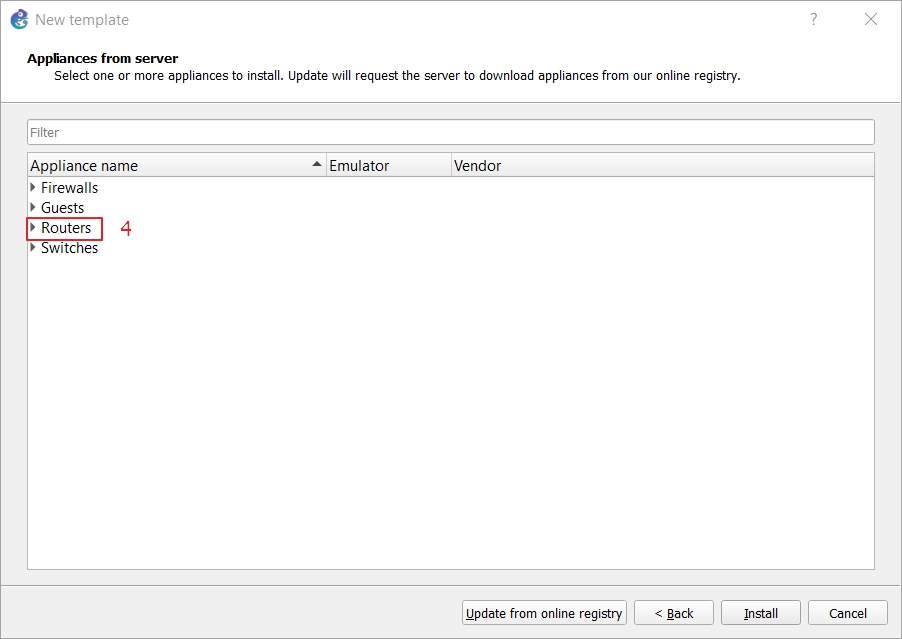 New template
?
Appliances from server
Select one or more appliances to install. Update will request the server to download appliances from our online registry.
Filter
Appliance name Emulator Vendor
Firewalls
Guests
Routers 4
Switches
Update from online registry < Back Install Cancel